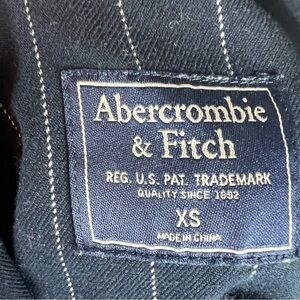 Abercrombie
& Fitch
REG. U.S. PAT. TRADEMARK
QUALITY SINCE 1892
XS
MADE IN CHINA